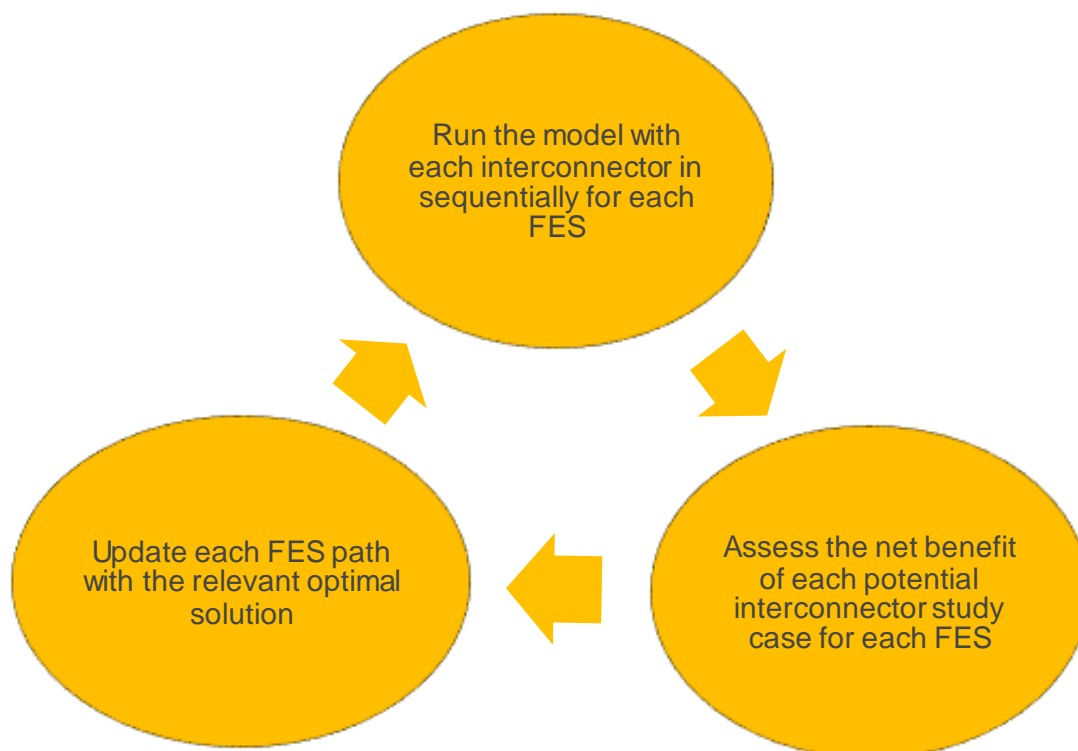 Run the model with
each interconnector in
sequentially for each
FES
Assess the net benefit
of each potential
interconnector study
case for each FES
Update each FES path
with the relevant optimal
solution